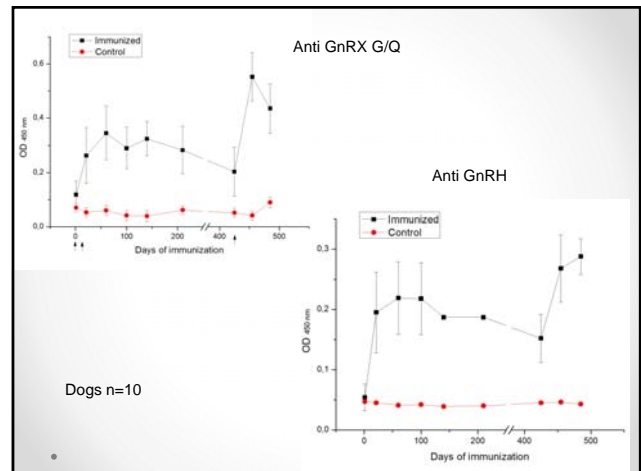 Anti GnRX G/Q
Immunized
Control
0,6
0,4
0,2
0,0
OD 450 nm
0
100
200
400
500
Days of immunization
Anti GnRH
Immunized
Control
0,3
0,2
0,1
0,0
OD 450 nm
0
100
200
400
500
Days of immunization
Dogs n=10